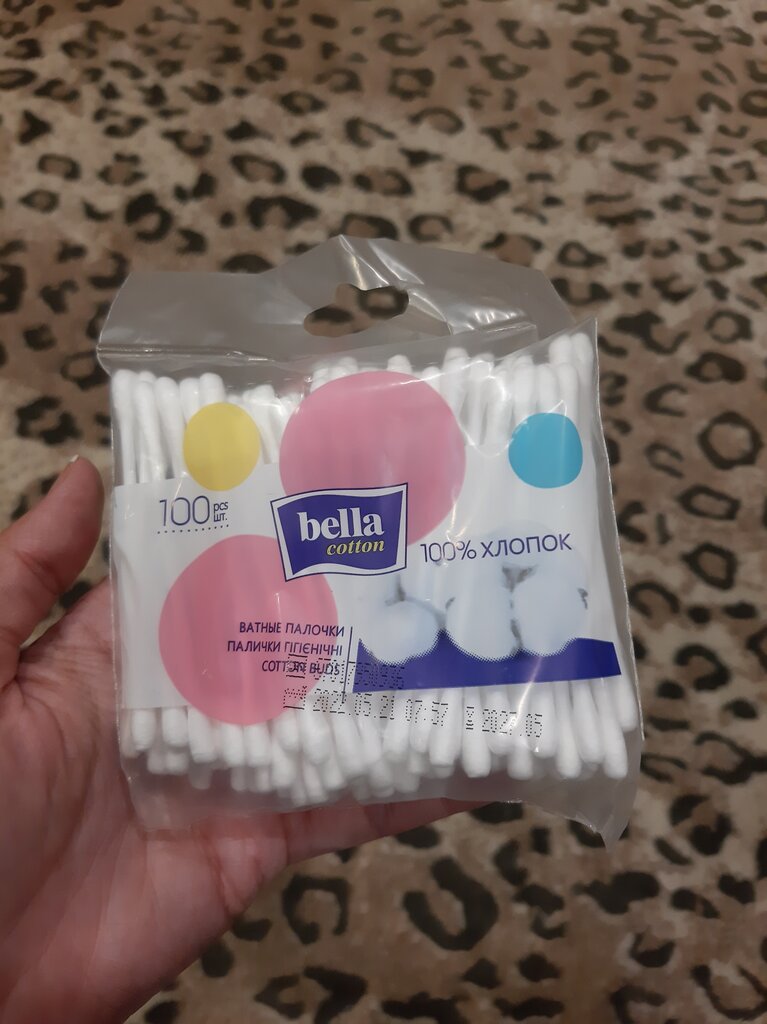 100 pcs
шт.
bella
cotton
100% ХЛОПОК
ВАТНЫЕ ПАЛОЧКИ
ПАЛИЧКИ ГІГІЄНІЧНІ
COTTON BUDS
2022.05.21 07:57 2027.05